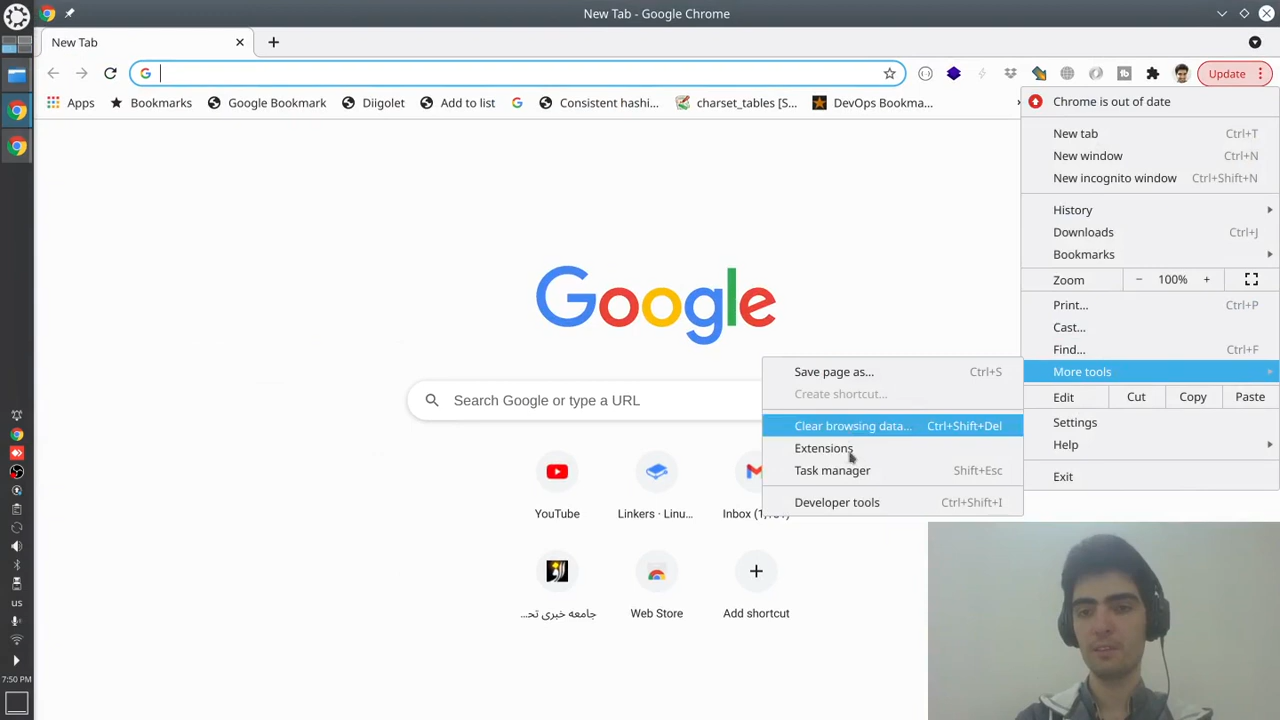 New Tab - Google Chrome
New Tab
Update
Apps
Bookmarks
Google Bookmark
Diigolet
Add to list
Consistent hashi...
charset_tables [S...
DevOps Bookma...
Chrome is out of date
New tab Ctrl+T
New window Ctrl+N
New incognito window Ctrl+Shift+N
History
Downloads Ctrl+J
Bookmarks
Zoom − 100% +
Print... Ctrl+P
Cast...
Find... Ctrl+F
More tools
Edit Cut Copy Paste
Settings
Help
Exit
Save page as... Ctrl+S
Create shortcut...
Clear browsing data... Ctrl+Shift+Del
Extensions
Task manager Shift+Esc
Developer tools Ctrl+Shift+I
Google
Search Google or type a URL
YouTube
Linkers · Linu...
جامعه خبری تح...
Web Store
Add shortcut
us
7:50 PM